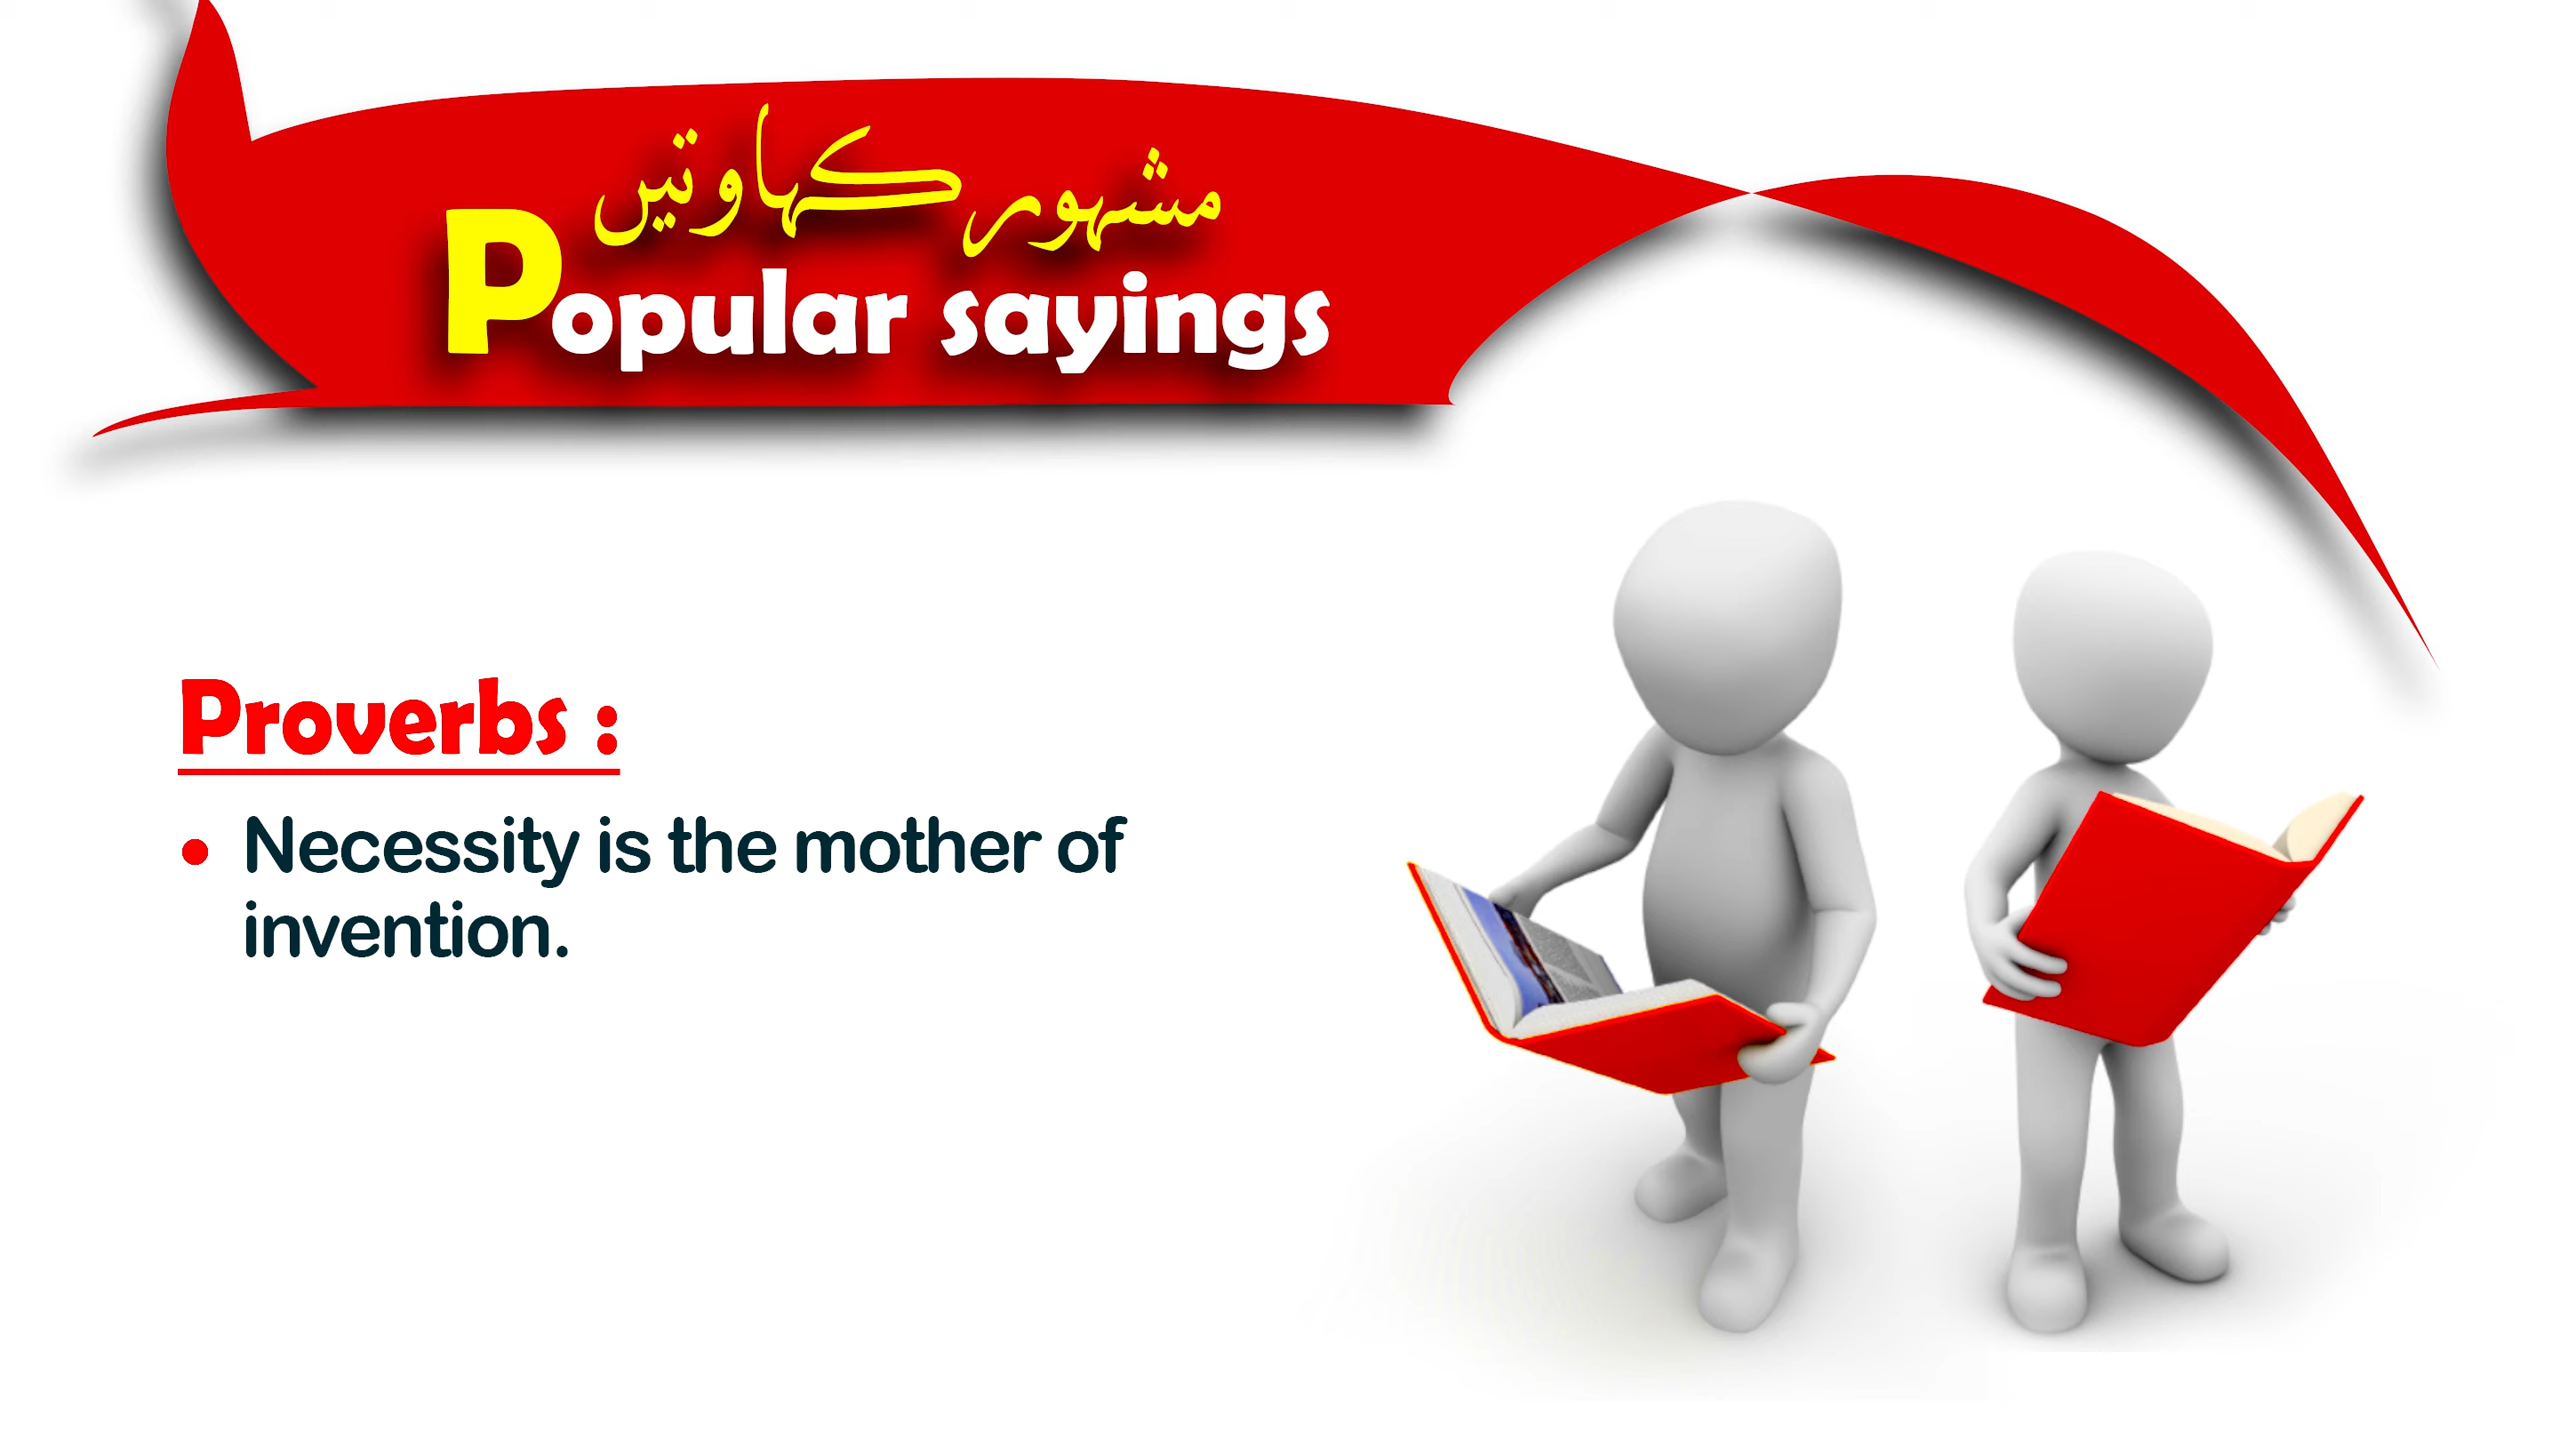 مشہور کہاوتیں
Popular sayings
Proverbs :
• Necessity is the mother of
invention.